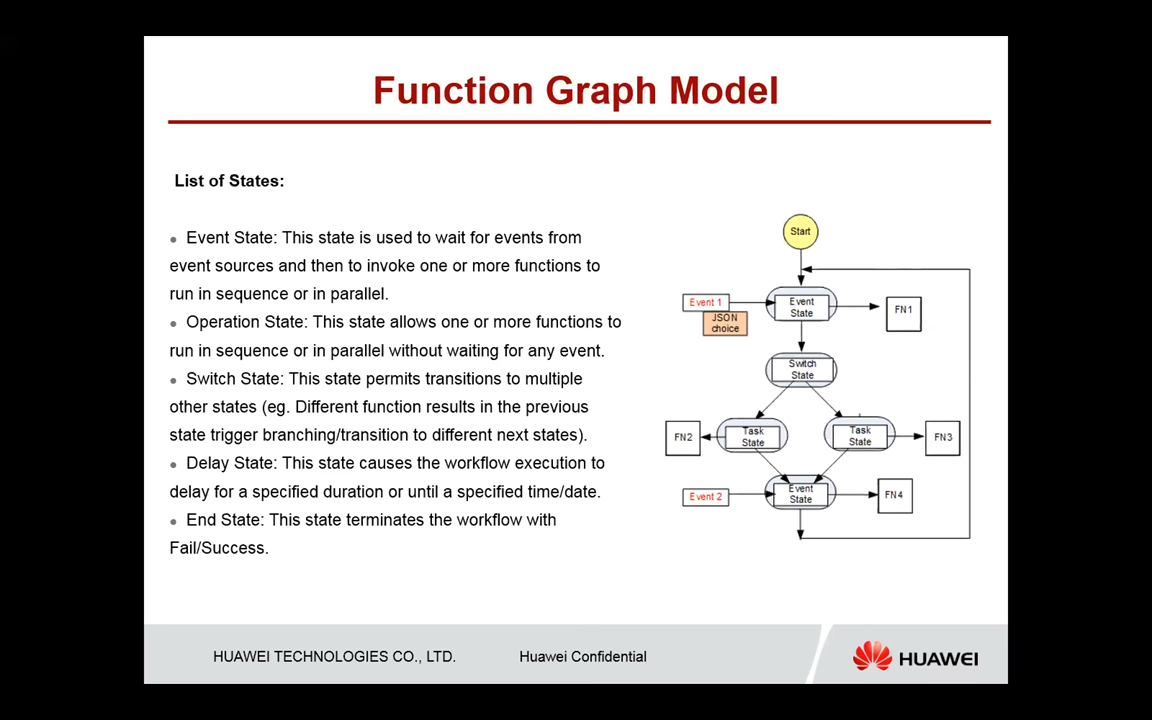 Function Graph Model
List of States:
● Event State: This state is used to wait for events from
event sources and then to invoke one or more functions to
run in sequence or in parallel.
● Operation State: This state allows one or more functions to
run in sequence or in parallel without waiting for any event.
● Switch State: This state permits transitions to multiple
other states (eg. Different function results in the previous
state trigger branching/transition to different next states).
● Delay State: This state causes the workflow execution to
delay for a specified duration or until a specified time/date.
● End State: This state terminates the workflow with
Fail/Success.
Start
Event 1
JSON
choice
Event
State
FN1
Switch
State
FN2
Task
State
Task
State
FN3
Event 2
Event
State
FN4
HUAWEI TECHNOLOGIES CO., LTD.
Huawei Confidential
HUAWEI